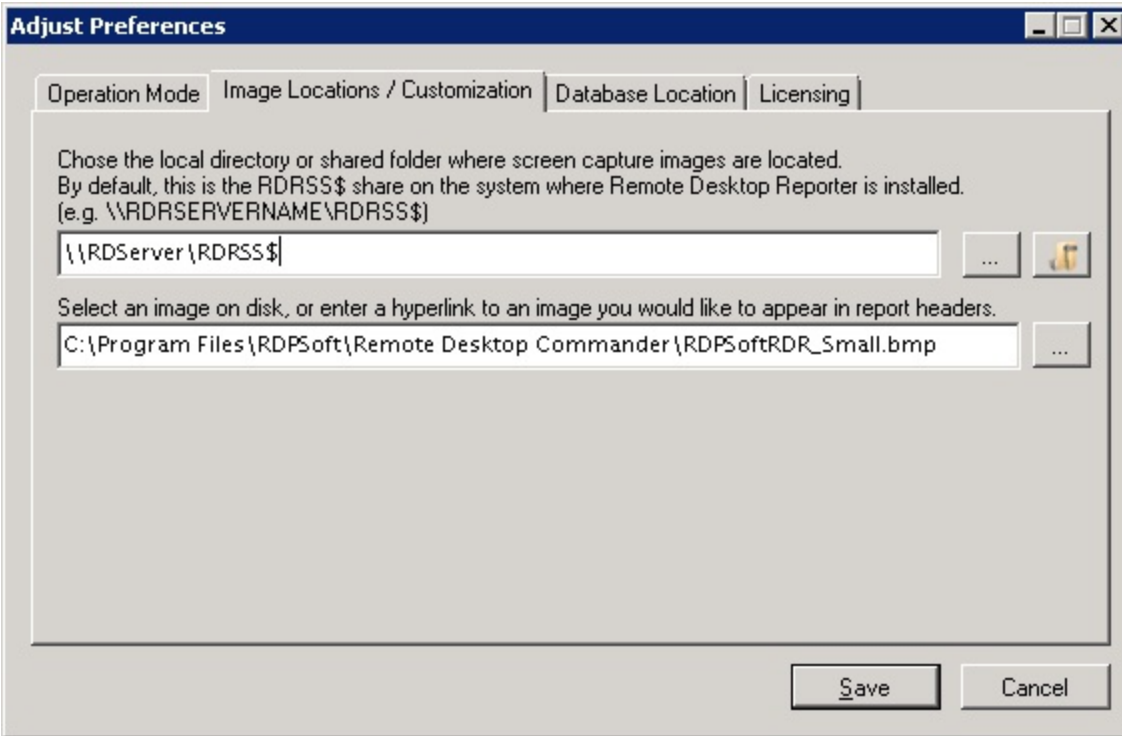 Adjust Preferences
Operation Mode Image Locations / Customization Database Location Licensing
Chose the local directory or shared folder where screen capture images are located.
By default, this is the RDRSS$ share on the system where Remote Desktop Reporter is installed.
(e.g. \\RDRSERVERNAME\RDRSS$)
\\RDServer\RDRSS$
...
Select an image on disk, or enter a hyperlink to an image you would like to appear in report headers.
C:\Program Files\RDPSoft\Remote Desktop Commander\RDPSoftRDR_Small.bmp
...
Save Cancel